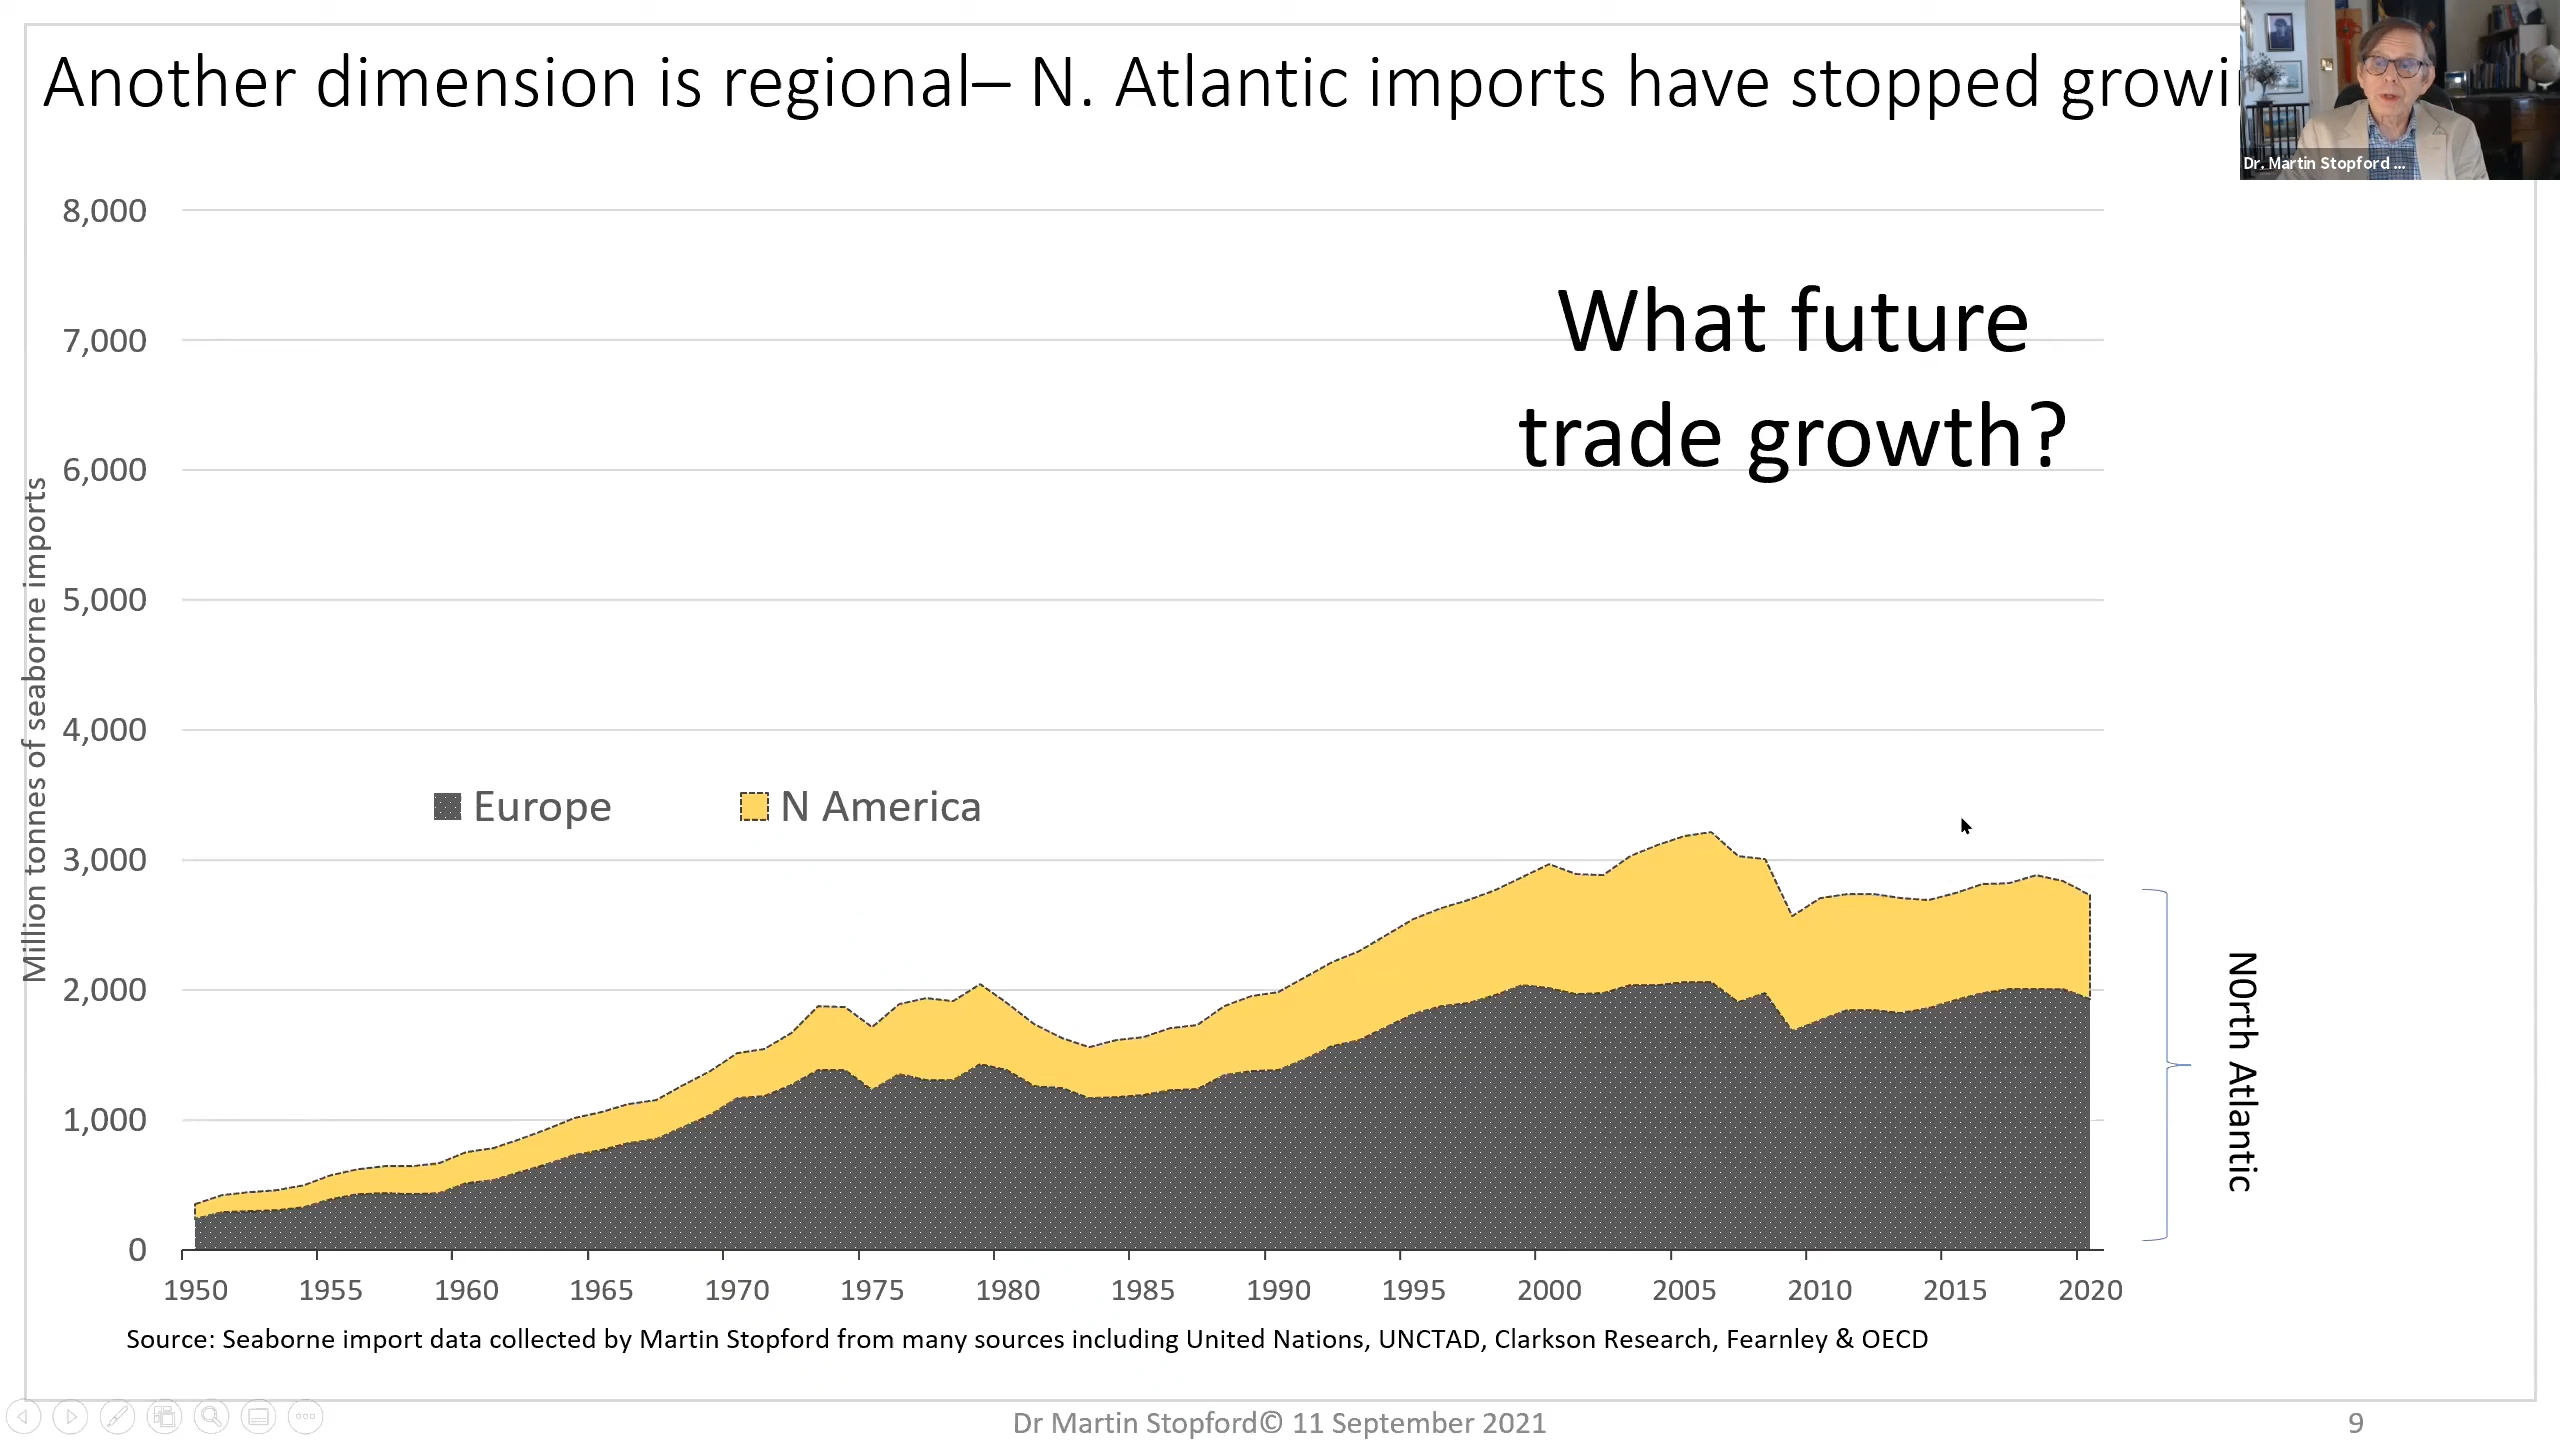 Another dimension is regional– N. Atlantic imports have stopped
Dr. Martin Stopford ...
What future
trade growth?
Million tonnes of seaborne imports
8,000
7,000
6,000
5,000
4,000
3,000
2,000
1,000
0
Europe N America
N0rth Atlantic
1950 1955 1960 1965 1970 1975 1980 1985 1990 1995 2000 2005 2010 2015 2020
Source: Seaborne import data collected by Martin Stopford from many sources including United Nations, UNCTAD, Clarkson Research, Fearnley & OECD
Dr Martin Stopford© 11 September 2021
9